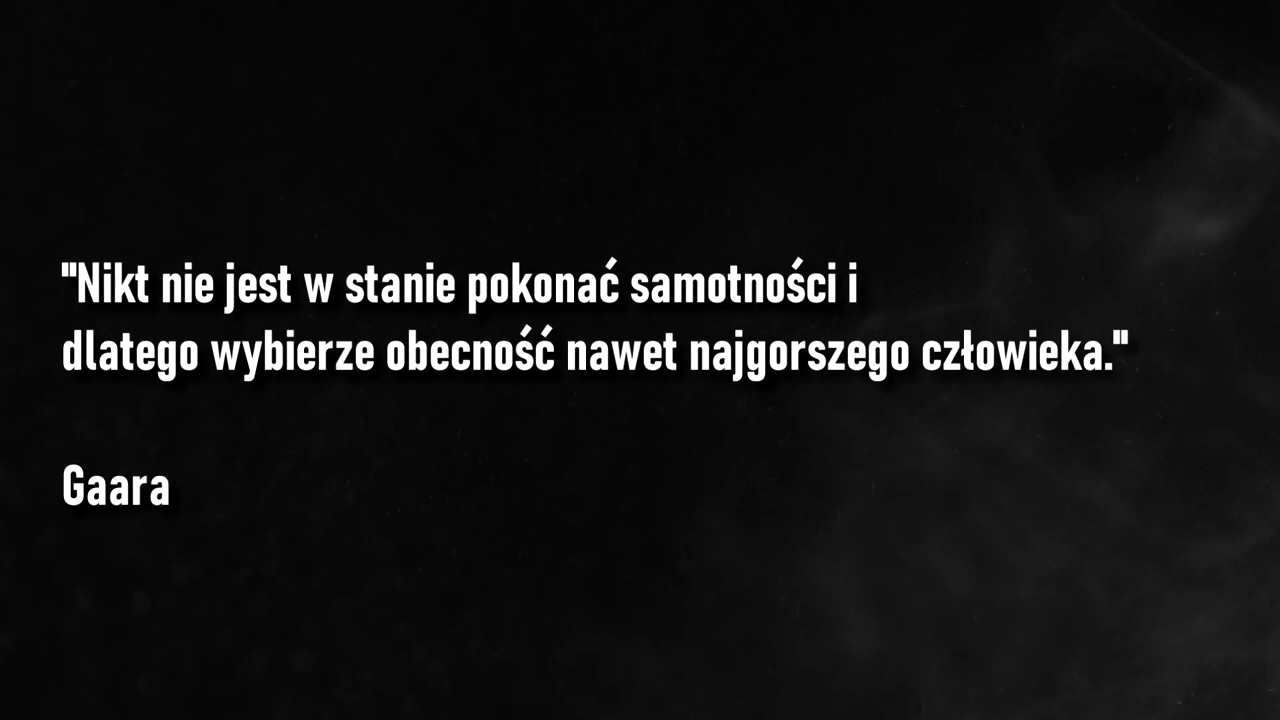 "Nikt nie jest w stanie pokonać samotności i
dlatego wybierze obecność nawet najgorszego człowieka."
Gaara